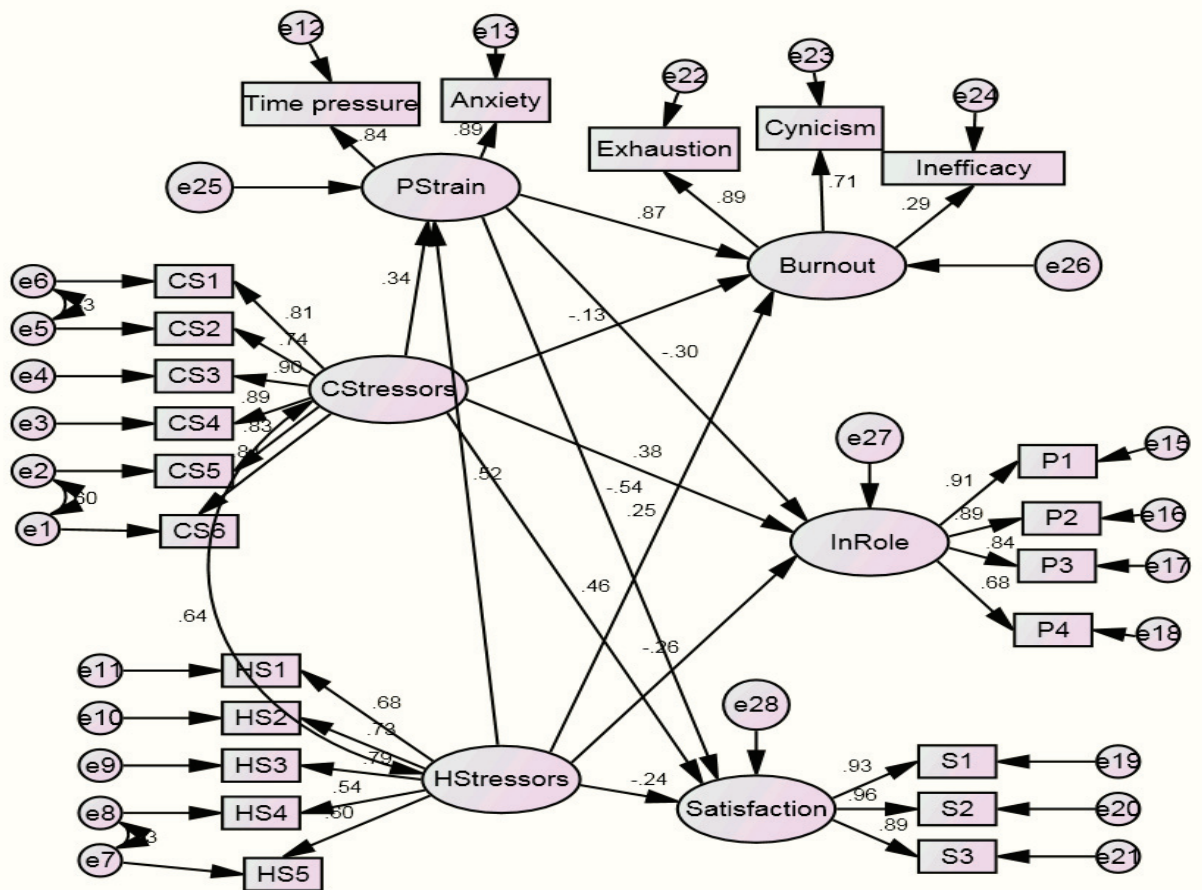 e12
e13
Time pressure
Anxiety
.84
.89
e25
PStrain
e22
e23
e24
Exhaustion
Cynicism
Inefficacy
.89
.71
.29
.87
Burnout
e26
.34
-.13
-.30
e6
CS1
e5
CS2
e4
CS3
e3
CS4
e2
CS5
e1
CS6
.81
.74
.90
.89
.83
CStressors
.52
.38
-.54
.25
.46
-.26
.64
e27
InRole
.91
.89
.84
.68
P1
e15
P2
e16
P3
e17
P4
e18
e11
HS1
e10
HS2
e9
HS3
e8
HS4
e7
HS5
.68
.79
.54
.60
HStressors
-.24
e28
Satisfaction
.93
.96
.89
S1
e19
S2
e20
S3
e21